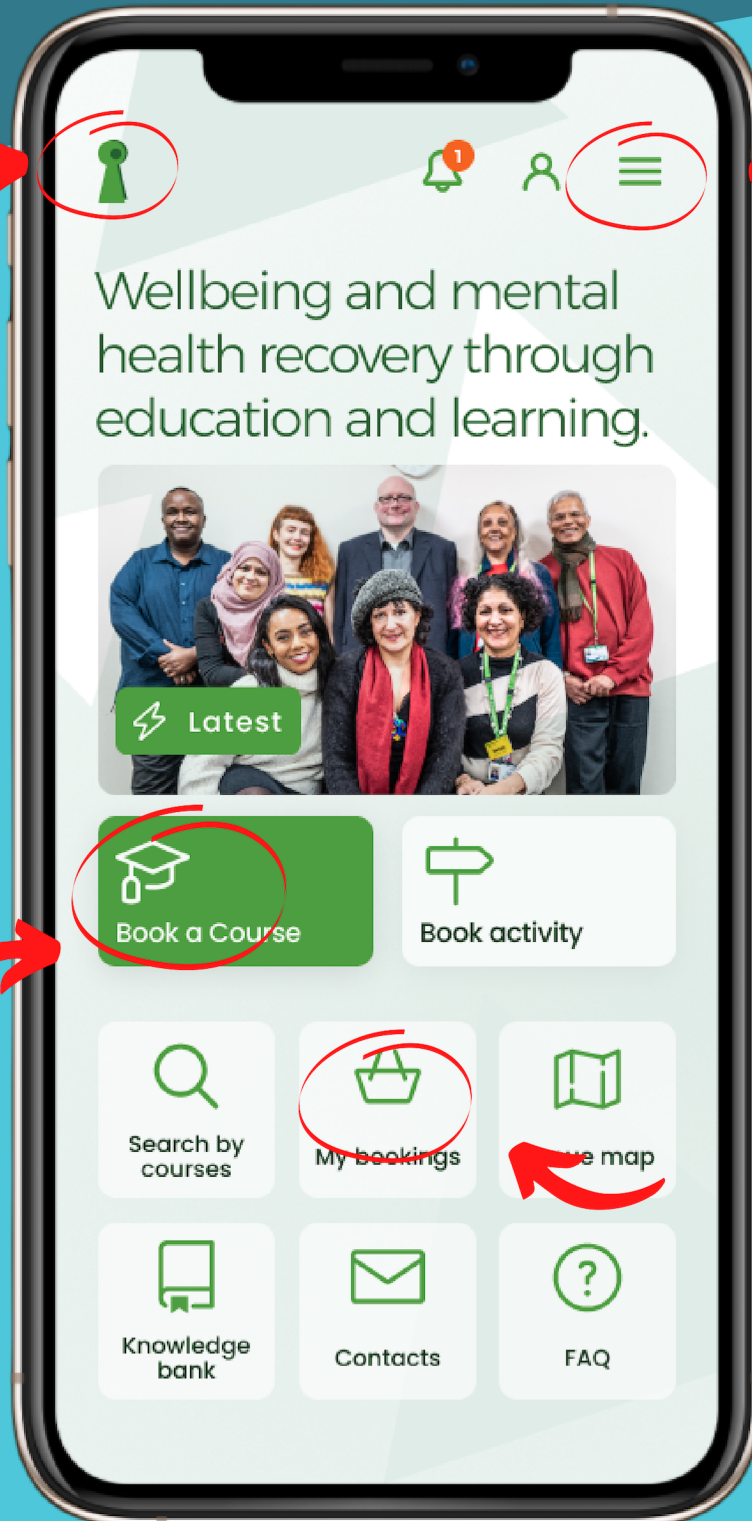 1
Wellbeing and mental
health recovery through
education and learning.
Latest
Book a Course
Book activity
Search by
courses
My bookings
map
Knowledge
bank
Contacts
?
FAQ